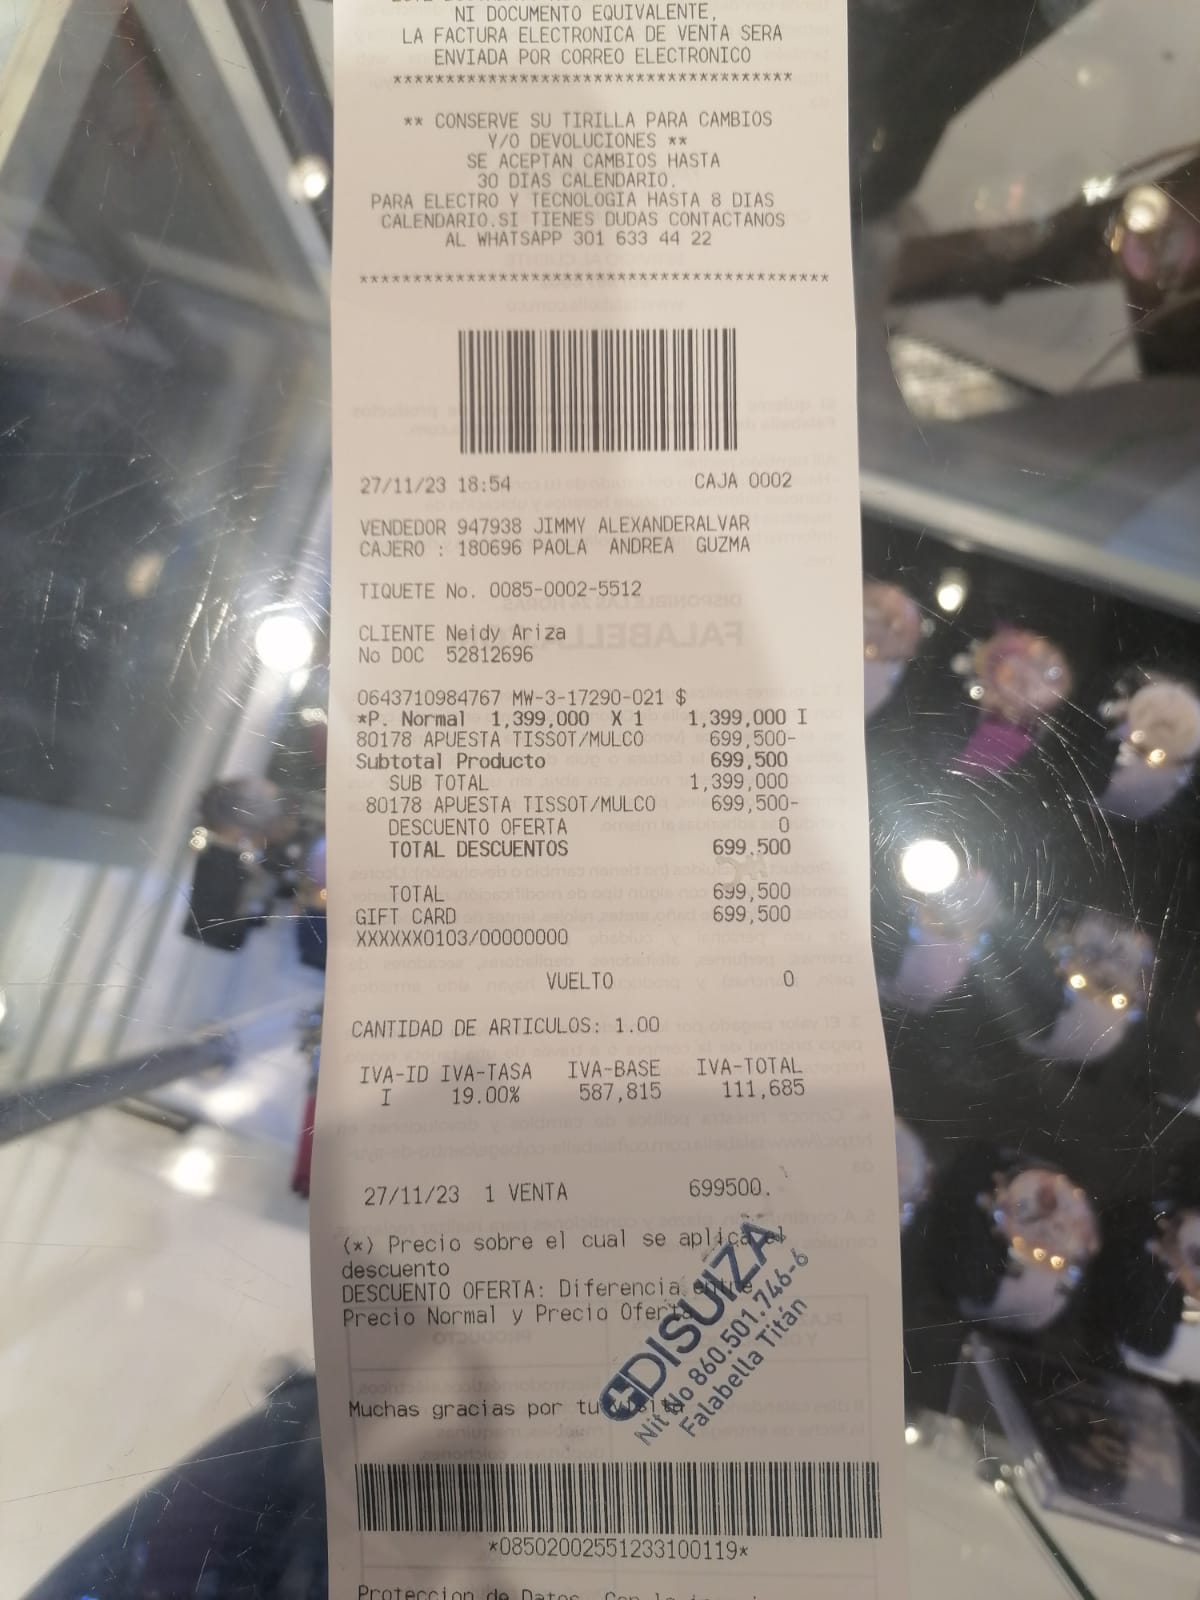 NI DOCUMENTO EQUIVALENTE,
LA FACTURA ELECTRONICA DE VENTA SERA
ENVIADA POR CORREO ELECTRONICO
**************************************
** CONSERVE SU TIRILLA PARA CAMBIOS
Y/O DEVOLUCIONES **
SE ACEPTAN CAMBIOS HASTA
30 DIAS CALENDARIO.
PARA ELECTRO Y TECNOLOGIA HASTA 8 DIAS
CALENDARIO.SI TIENES DUDAS CONTACTANOS
AL WHATSAPP 301 633 44 22
*********************************************
27/11/23 18:54 CAJA 0002
VENDEDOR 947938 JIMMY ALEXANDERALVAR
CAJERO : 180696 PAOLA ANDREA GUZMA
TIQUETE No. 0085-0002-5512
CLIENTE Neidy Ariza
No DOC 52812696
0643710984767 MW-3-17290-021 $
*P. Normal 1,399,000 X 1 1,399,000 I
80178 APUESTA TISSOT/MULCO 699,500-
Subtotal Producto 699,500
SUB TOTAL 1,399,000
80178 APUESTA TISSOT/MULCO 699,500-
DESCUENTO OFERTA 0
TOTAL DESCUENTOS 699.500
TOTAL 699,500
GIFT CARD 699,500
XXXXXX0103/00000000
VUELTO 0
CANTIDAD DE ARTICULOS: 1.00
IVA-ID IVA-TASA IVA-BASE IVA-TOTAL
I 19.00% 587,815 111,685
27/11/23 1 VENTA 699500.
(*) Precio sobre el cual se aplica el
descuento
DESCUENTO OFERTA: Diferencia entre
Precio Normal y Precio Oferta
DISUIZA
Nit No 860.501.746-6
Falabella Titán
Muchas gracias por tu visita
*08502002551233100119*
Proteccion de Datos.